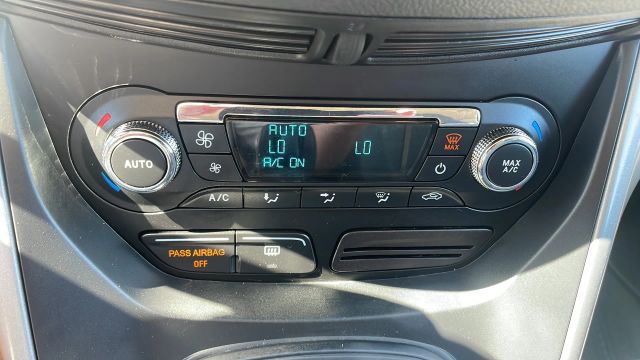 AUTO
LO LO
A/C ON
AUTO
MAX
MAX
A/C
A/C
PASS AIRBAG
OFF